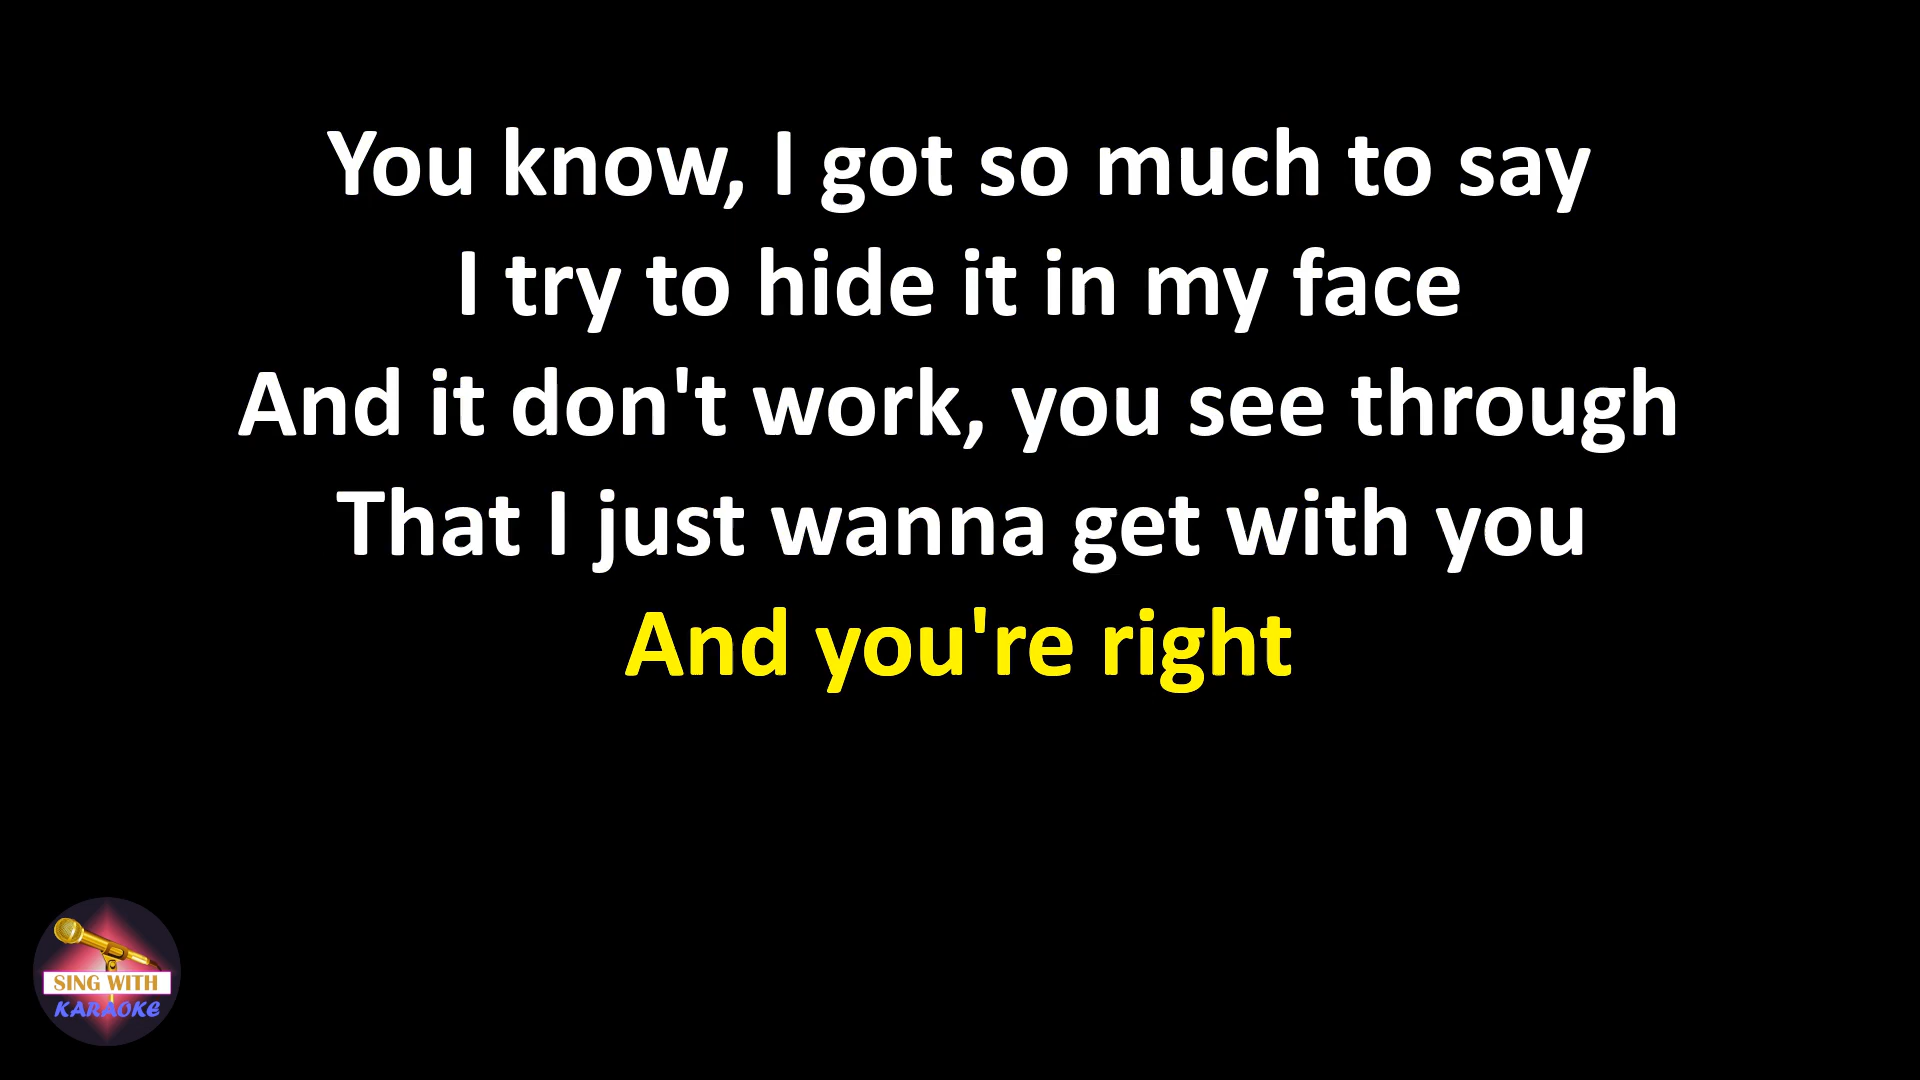 You know, I got so much to say
I try to hide it in my face
And it don't work, you see through
That I just wanna get with you
And you're right
SING WITH
KARAOKE